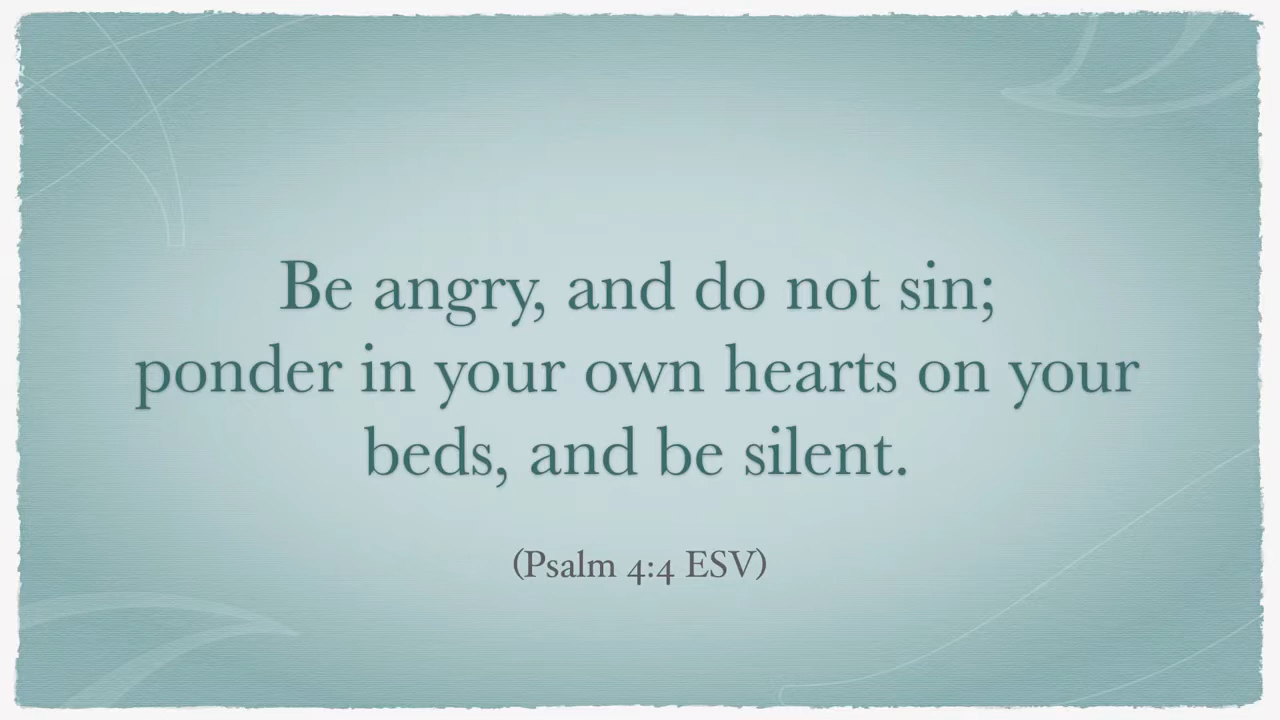 Be angry, and do not sin;
ponder in your own hearts on your
beds, and be silent.
(Psalm 4:4 ESV)